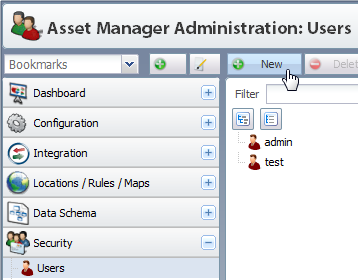 Asset Manager Administration: Users
Bookmarks
New
Delet
Dashboard
Filter
Configuration
Integration
admin
test
Locations / Rules / Maps
Data Schema
Security
Users